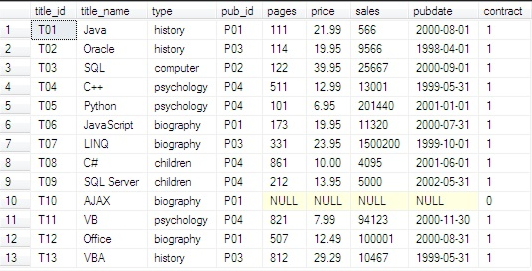 title_id title_name type pub_id pages price sales pubdate contract
1 T01 Java history P01 111 21.99 566 2000-08-01 1
2 T02 Oracle history P03 114 19.95 9566 1998-04-01 1
3 T03 SQL computer P02 122 39.95 25667 2000-09-01 1
4 T04 C++ psychology P04 511 12.99 13001 1999-05-31 1
5 T05 Python psychology P04 101 6.95 201440 2001-01-01 1
6 T06 JavaScript biography P01 173 19.95 11320 2000-07-31 1
7 T07 LINQ biography P03 331 23.95 1500200 1999-10-01 1
8 T08 C# children P04 861 10.00 4095 2001-06-01 1
9 T09 SQL Server children P04 212 13.95 5000 2002-05-31 1
10 T10 AJAX biography P01 NULL NULL NULL NULL 0
11 T11 VB psychology P04 821 7.99 94123 2000-11-30 1
12 T12 Office biography P01 507 12.49 100001 2000-08-31 1
13 T13 VBA history P03 812 29.29 10467 1999-05-31 1